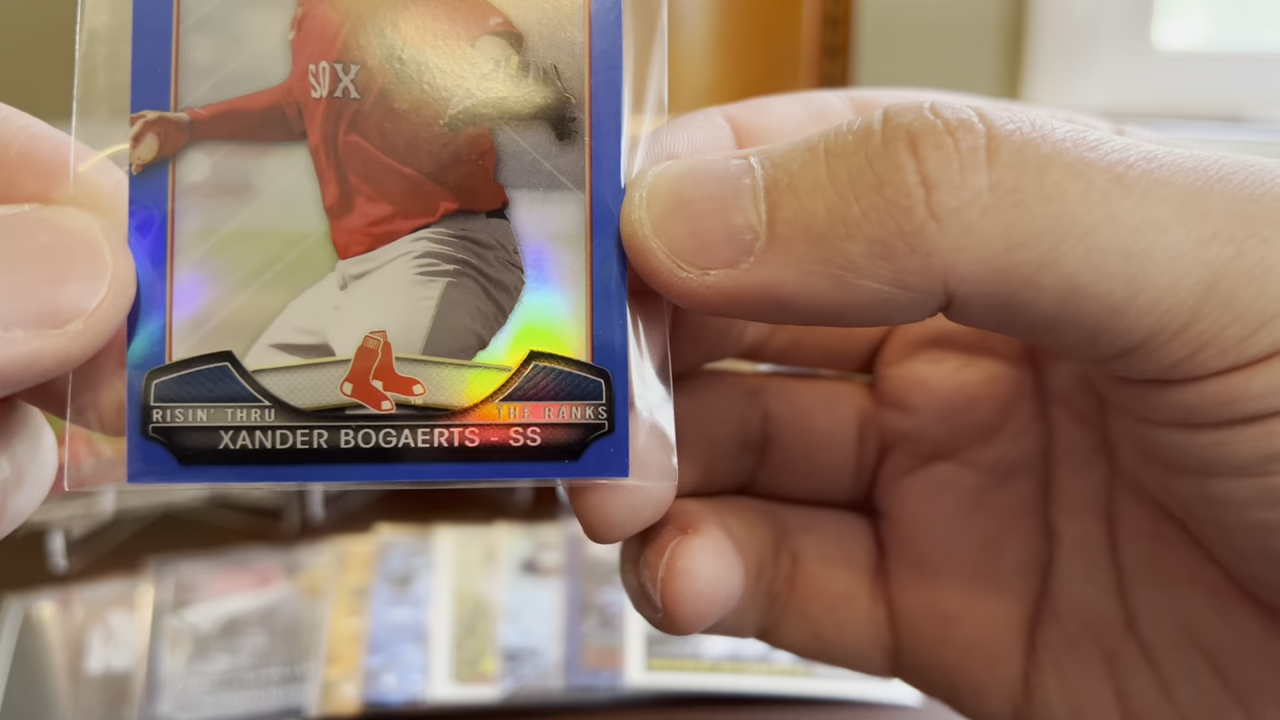 SOX
RISIN' THRU
THE RANKS
XANDER BOGAERTS - SS